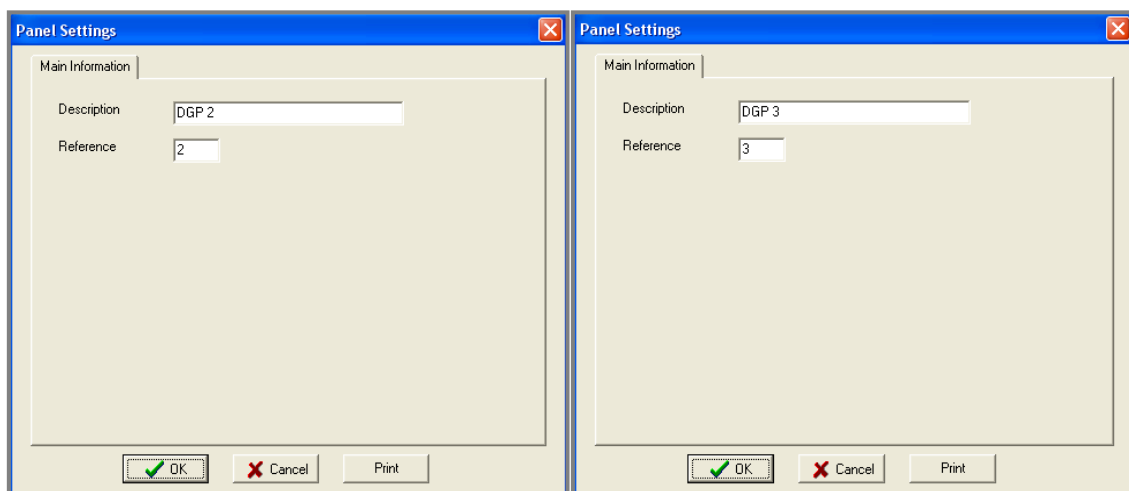 Panel Settings
Main Information
Description DGP 2
Reference 2
OK Cancel Print
Panel Settings
Main Information
Description DGP 3
Reference 3
OK Cancel Print